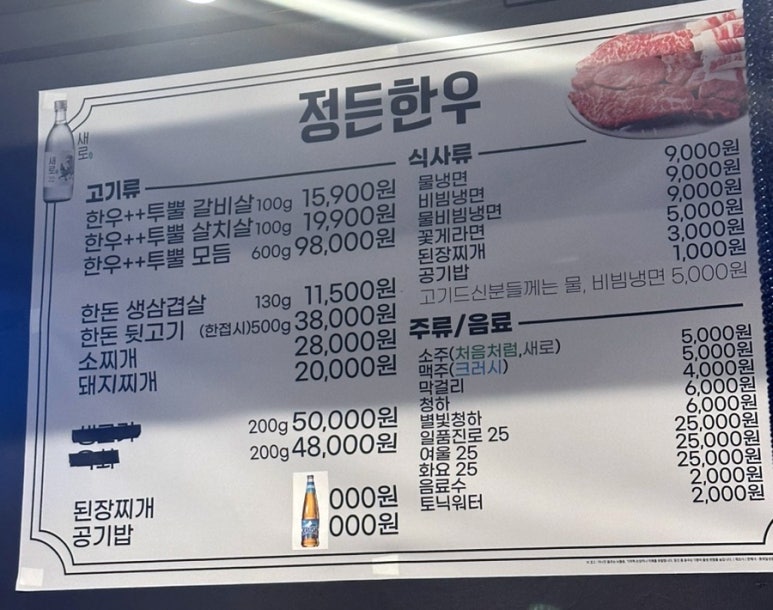 정든한우
새로
새로
고기류
한우++투뿔 갈비살 100g 15,900원
한우++투뿔 살치살 100g 19,900원
한우++투뿔 모듬 600g 98,000원
한돈 생삼겹살 130g 11,500원
한돈 뒷고기 (한접시)500g 38,000원
소찌개 28,000원
돼지찌개 20,000원
200g 50,000원
200g 48,000원
된장찌개 000원
공기밥 000원
식사류
물냉면 9,000원
비빔냉면 9,000원
물비빔냉면 9,000원
꽃게라면 5,000원
된장찌개 3,000원
공기밥 1,000원
고기드신분들께는 물, 비빔냉면 5,000원
주류/음료
소주(처음처럼,새로) 5,000원
맥주(크러시) 5,000원
막걸리 4,000원
청하 6,000원
별빛청하 6,000원
일품진로 25 25,000원
여울 25 25,000원
화요 25 25,000원
음료수 2,000원
토닉워터 2,000원